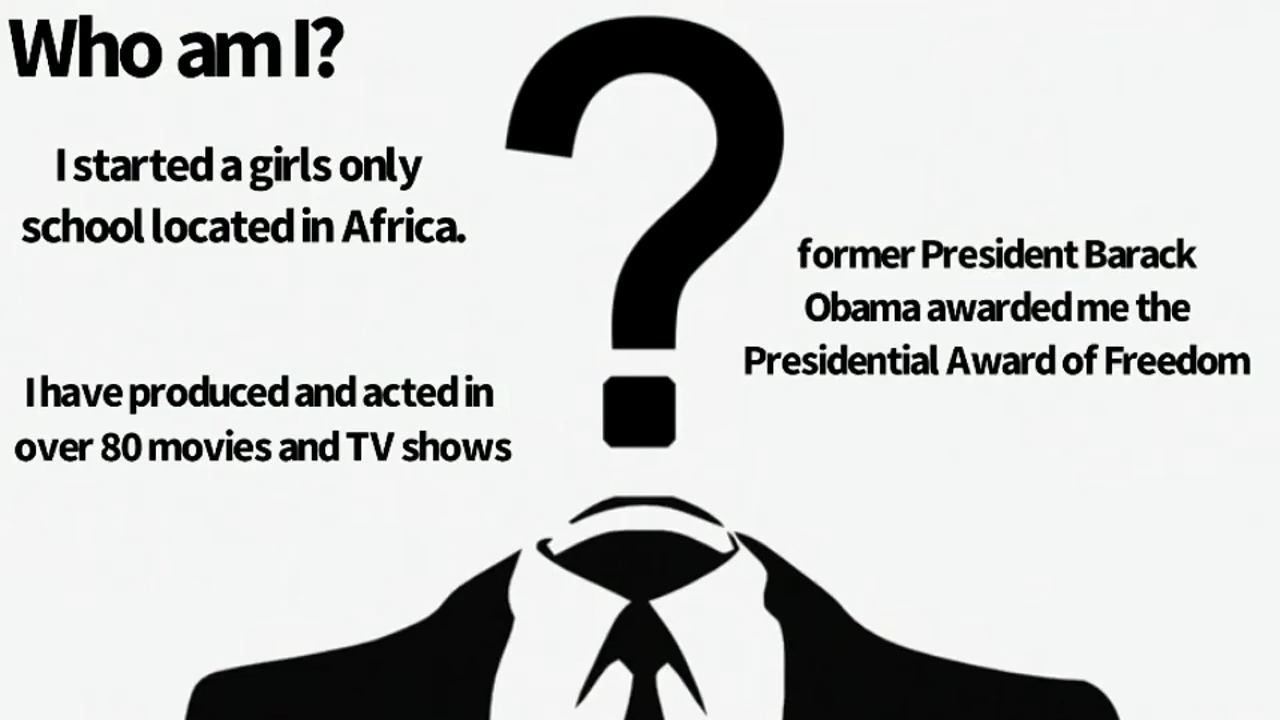 Who am I?
I started a girls only
school located in Africa.
former President Barack
Obama awarded me the
Presidential Award of Freedom
I have produced and acted in
over 80 movies and TV shows